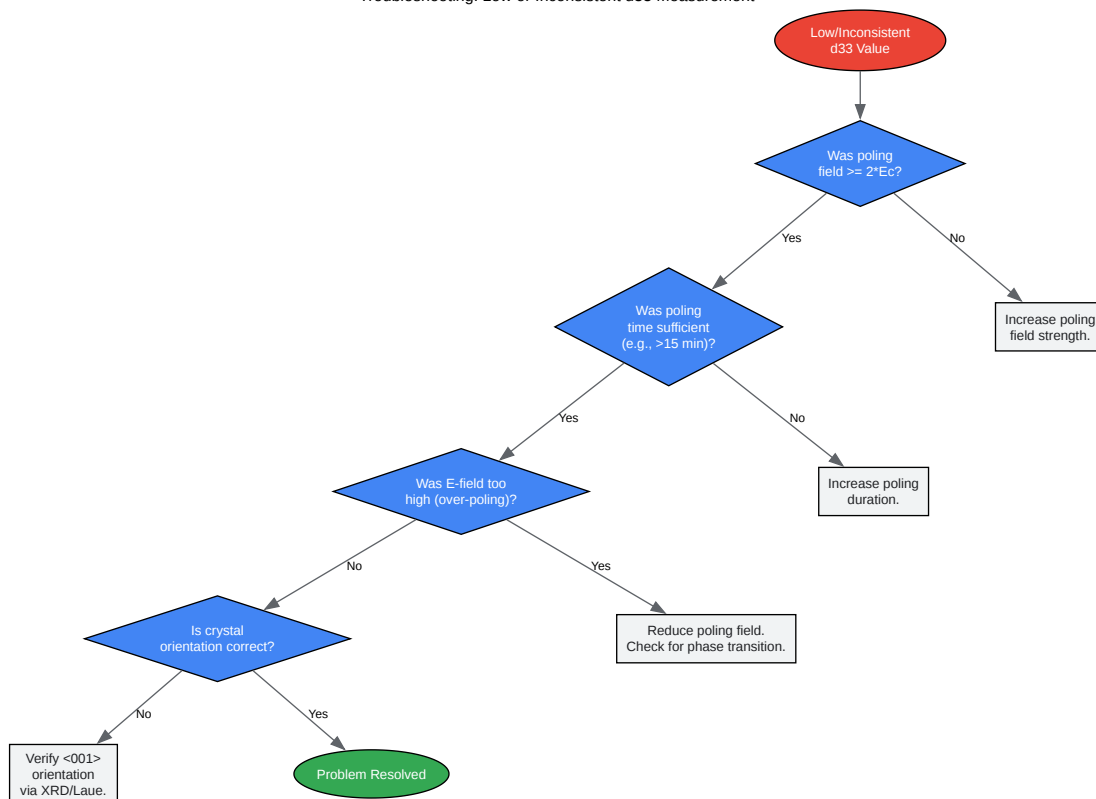 Low/Inconsistent
d33 Value
Was poling
field >= 2*Ec?
Yes
No
Was poling
time sufficient
(e.g., >15 min)?
Increase poling
field strength.
Yes
No
Was E-field too
high (over-poling)?
Increase poling
duration.
No
Yes
Is crystal
orientation correct?
Reduce poling field.
Check for phase transition.
No
Yes
Verify <001>
orientation
via XRD/Laue.
Problem Resolved